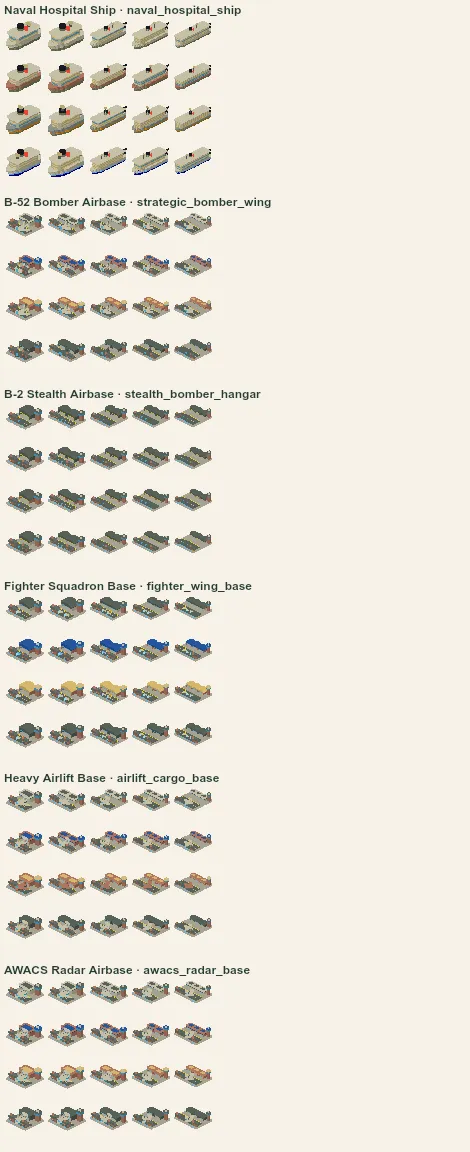 Naval Hospital Ship · naval_hospital_ship
B-52 Bomber Airbase · strategic_bomber_wing
B-2 Stealth Airbase · stealth_bomber_hangar
Fighter Squadron Base · fighter_wing_base
Heavy Airlift Base · airlift_cargo_base
AWACS Radar Airbase · awacs_radar_base